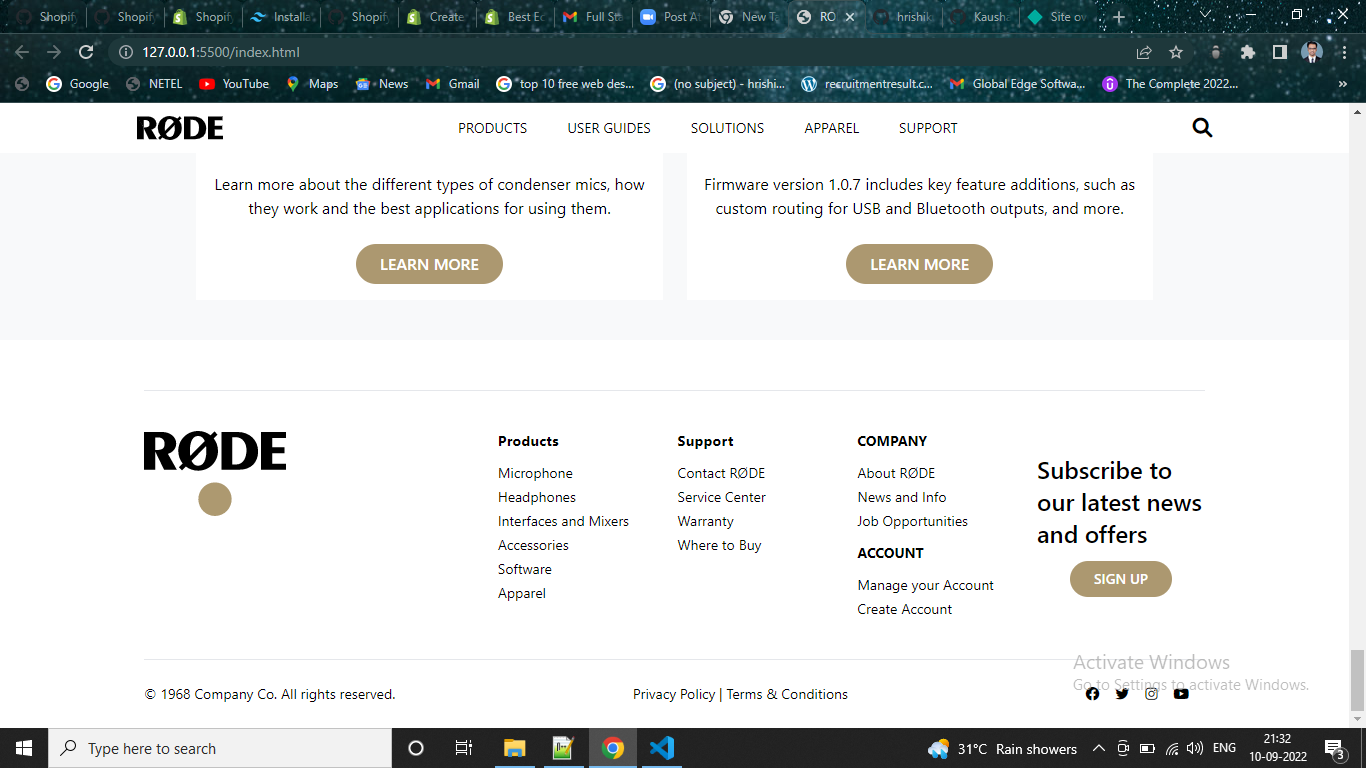 Shopify
Shopify
Shopify
Installa
Shopify
Create
Best Ec
Full Sta
Post At
New Ta
RO
hrishik
Kausha
Site ov
127.0.0.1:5500/index.html
Google
NETEL
YouTube
Maps
News
Gmail
top 10 free web des...
(no subject) - hrishi...
recruitmentresult.c...
Global Edge Softwa...
The Complete 2022...
»
RØDE
PRODUCTS
USER GUIDES
SOLUTIONS
APPAREL
SUPPORT
Learn more about the different types of condenser mics, how
they work and the best applications for using them.
LEARN MORE
Firmware version 1.0.7 includes key feature additions, such as
custom routing for USB and Bluetooth outputs, and more.
LEARN MORE
RØDE
Products
Microphone
Headphones
Interfaces and Mixers
Accessories
Software
Apparel
Support
Contact RØDE
Service Center
Warranty
Where to Buy
COMPANY
About RØDE
News and Info
Job Opportunities
ACCOUNT
Manage your Account
Create Account
Subscribe to
our latest news
and offers
SIGN UP
Activate Windows
Go to Settings to activate Windows.
© 1968 Company Co. All rights reserved.
Privacy Policy | Terms & Conditions
Type here to search
31°C Rain showers
ENG
21:32
10-09-2022
3